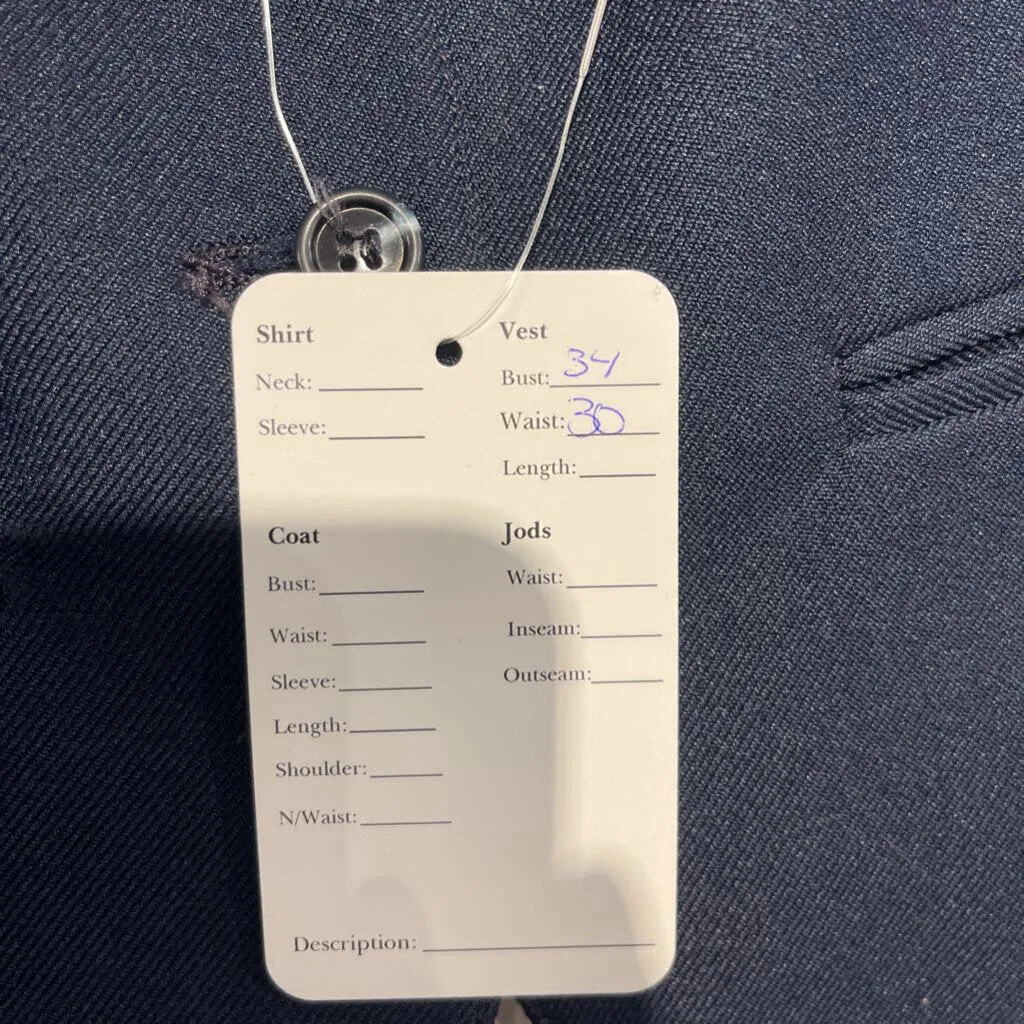 Shirt
Neck:
Sleeve:
Vest
Bust: 34
Waist: 30
Length:
Coat
Bust:
Waist:
Sleeve:
Length:
Shoulder:
N/Waist:
Jods
Waist:
Inseam:
Outseam:
Description: